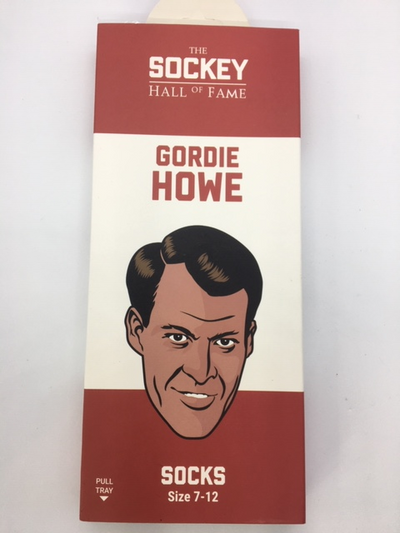 THE
SOCKEY
HALL OF FAME
GORDIE
HOWE
SOCKS
Size 7-12
PULL
TRAY